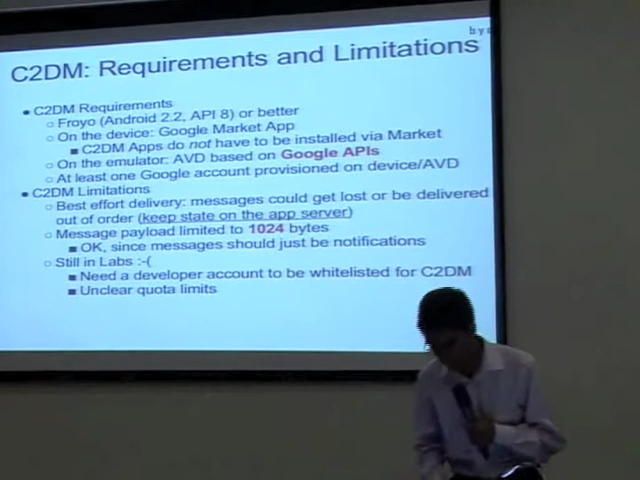 by
C2DM: Requirements and Limitations
● C2DM Requirements
○ Froyo (Android 2.2, API 8) or better
○ On the device: Google Market App
■ C2DM Apps do not have to be installed via Market
○ On the emulator: AVD based on Google APIs
○ At least one Google account provisioned on device/AVD
● C2DM Limitations
○ Best effort delivery: messages could get lost or be delivered
out of order (keep state on the app server)
○ Message payload limited to 1024 bytes
■ OK, since messages should just be notifications
○ Still in Labs :-(
■ Need a developer account to be whitelisted for C2DM
■ Unclear quota limits